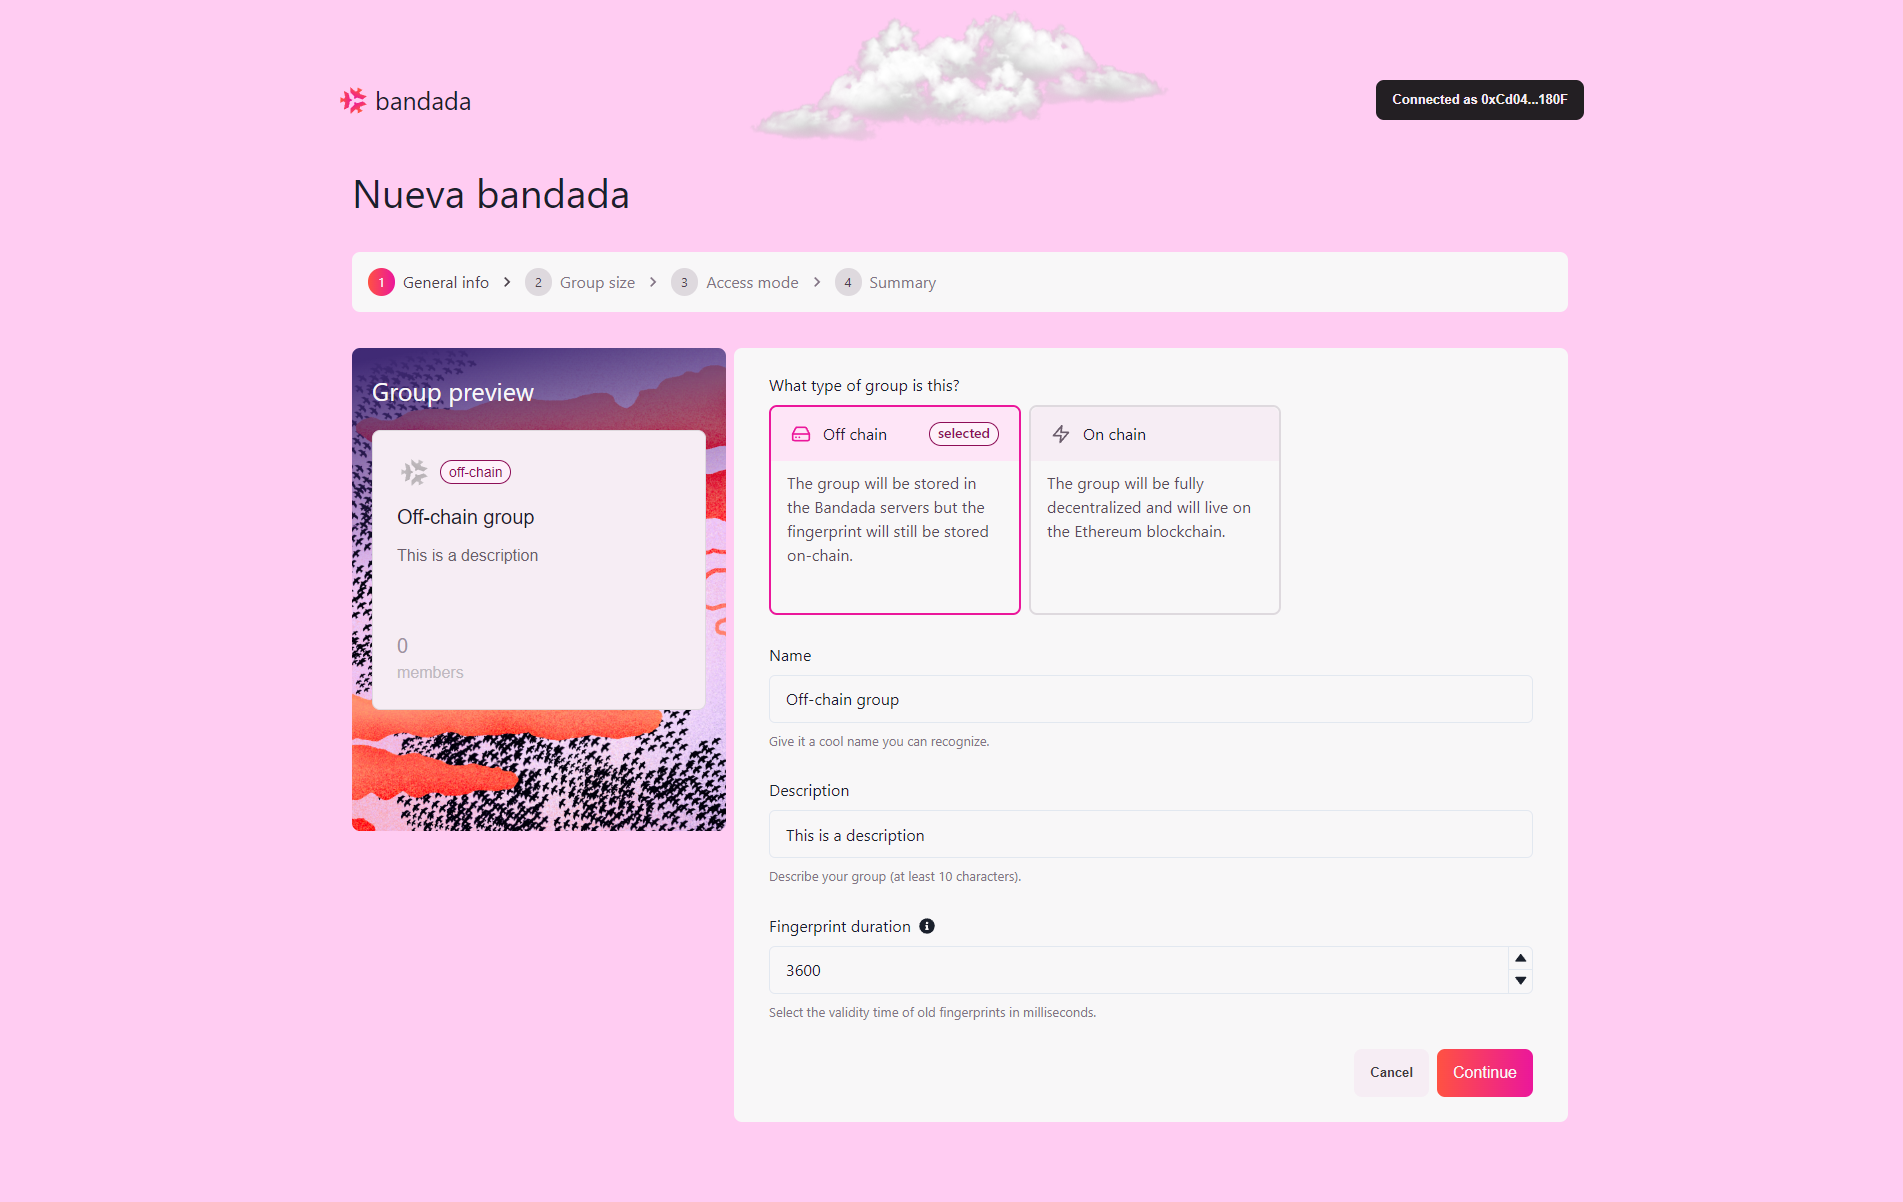 bandada
Connected as 0xCd04...180F
Nueva bandada
1 General info > 2 Group size > 3 Access mode > 4 Summary
Group preview
off-chain
Off-chain group
This is a description
0
members
What type of group is this?
Off chain selected
The group will be stored in
the Bandada servers but the
fingerprint will still be stored
on-chain.
On chain
The group will be fully
decentralized and will live on
the Ethereum blockchain.
Name
Off-chain group
Give it a cool name you can recognize.
Description
This is a description
Describe your group (at least 10 characters).
Fingerprint duration
3600
Select the validity time of old fingerprints in milliseconds.
Cancel
Continue